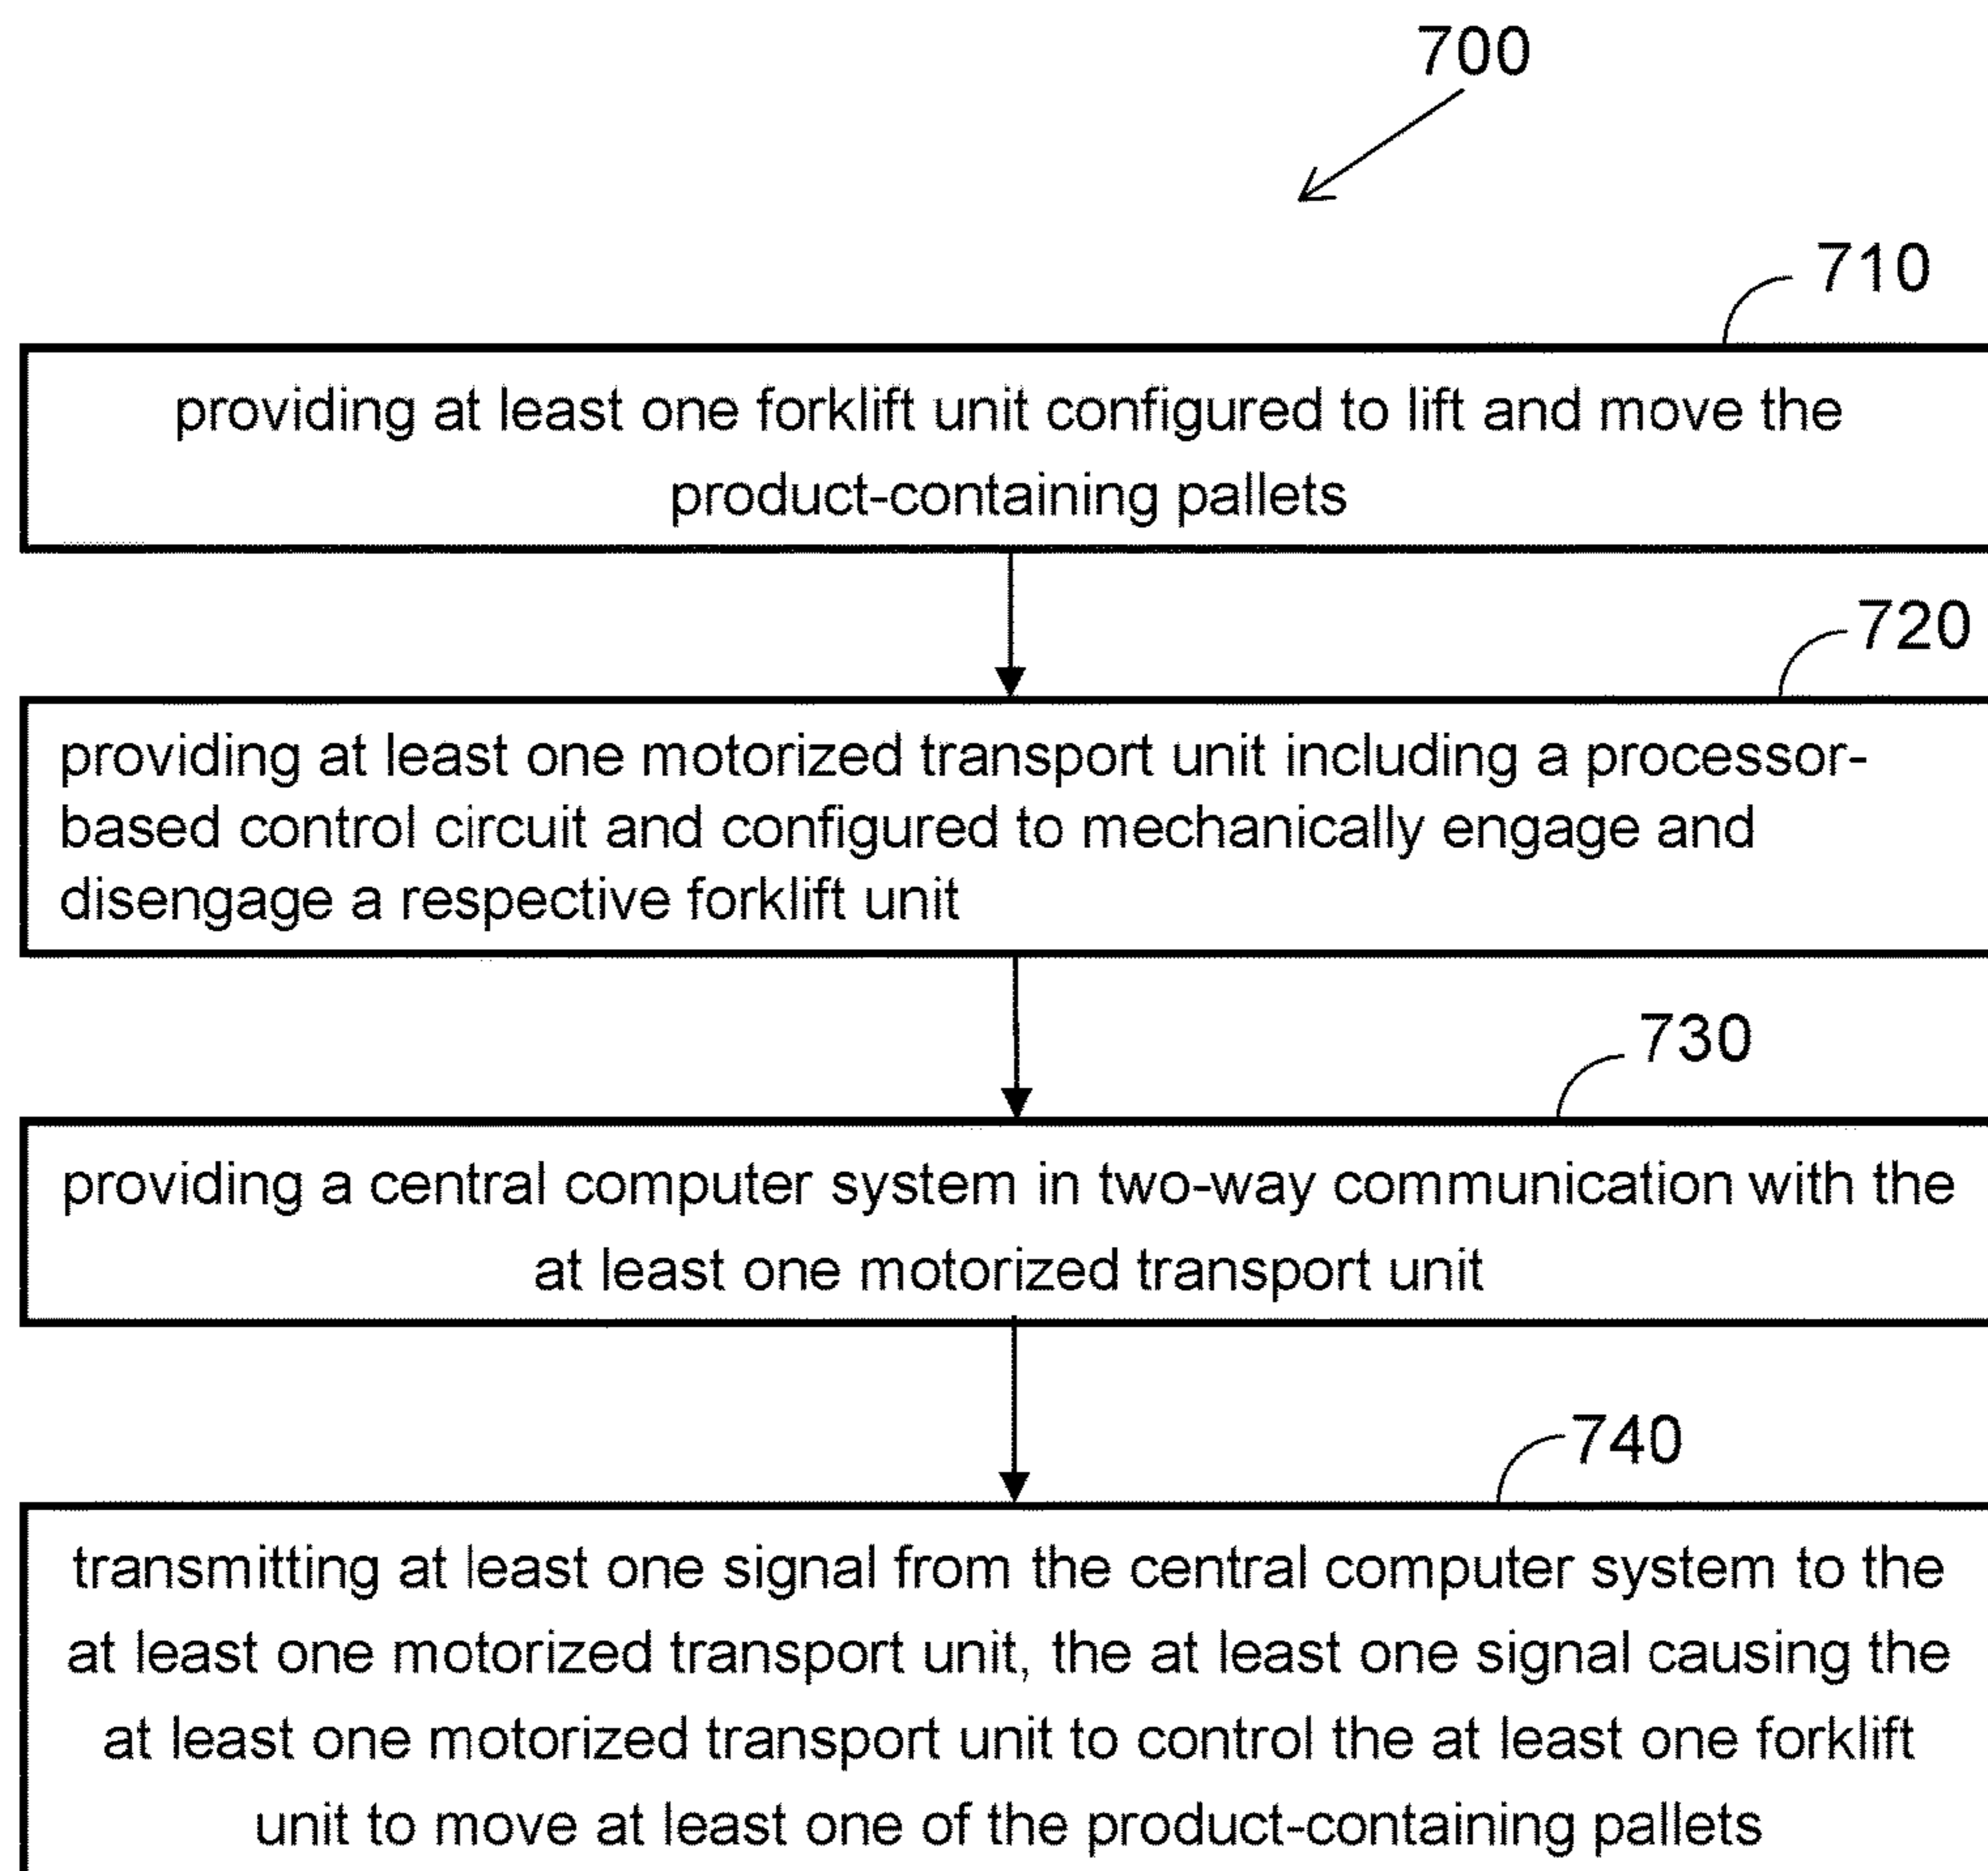 700
710
providing at least one forklift unit configured to lift and move the
product-containing pallets
720
providing at least one motorized transport unit including a processor-
based control circuit and configured to mechanically engage and
disengage a respective forklift unit
730
providing a central computer system in two-way communication with the
at least one motorized transport unit
740
transmitting at least one signal from the central computer system to the
at least one motorized transport unit, the at least one signal causing the
at least one motorized transport unit to control the at least one forklift
unit to move at least one of the product-containing pallets